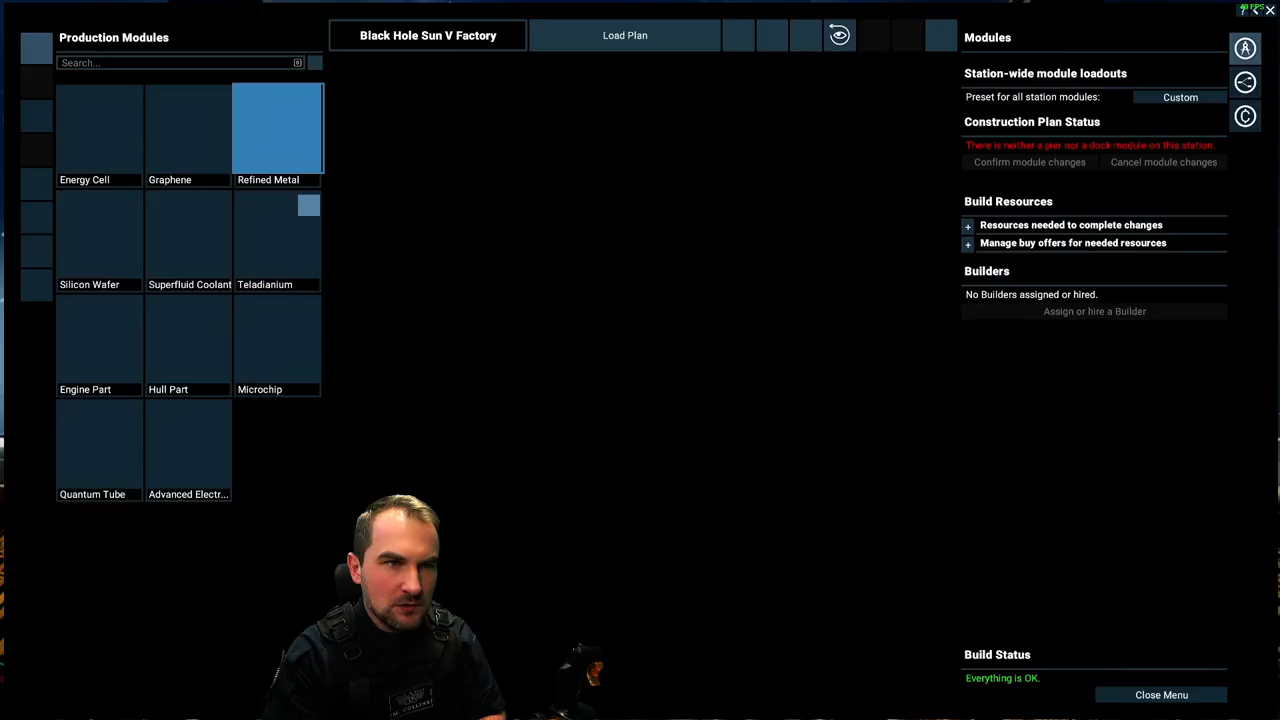 48 FPS
Production Modules
Search...
Energy Cell
Graphene
Refined Metal
Silicon Wafer
Superfluid Coolant
Teladianium
Engine Part
Hull Part
Microchip
Quantum Tube
Advanced Electr...
Black Hole Sun V Factory
Load Plan
Modules
Station-wide module loadouts
Preset for all station modules:
Custom
Construction Plan Status
There is neither a pier nor a dock module on this station.
Confirm module changes
Cancel module changes
Build Resources
+ Resources needed to complete changes
+ Manage buy offers for needed resources
Builders
No Builders assigned or hired.
Assign or hire a Builder
Build Status
Everything is OK.
Close Menu